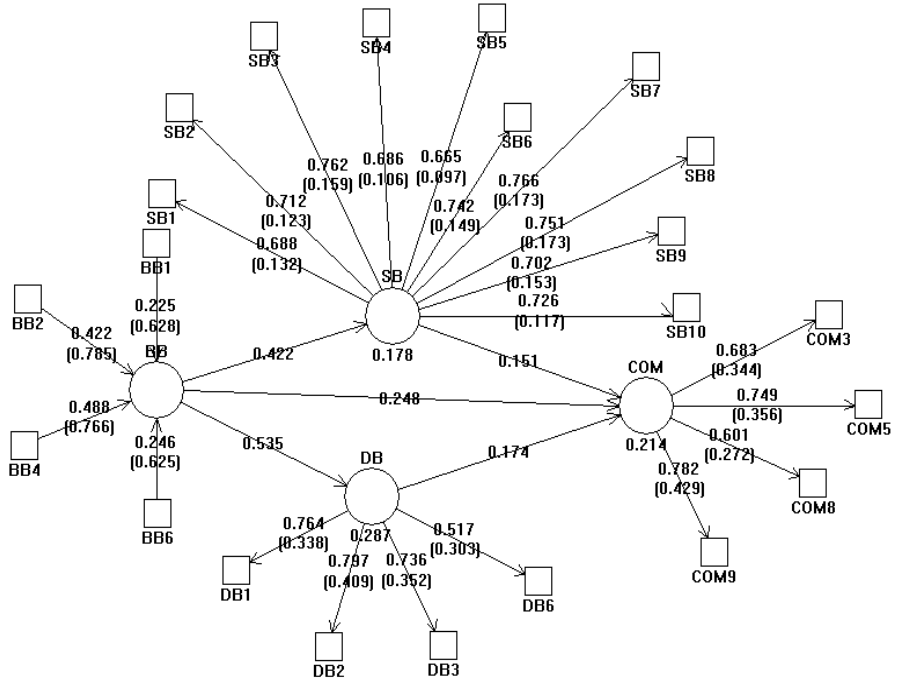 SB4
SB5
SB3
SB7
SB2
SB6
0.762
(0.159)
0.686
(0.106)
0.665
(0.097)
0.766
(0.173)
SB8
SB1
0.712
(0.123)
0.742
(0.149)
0.751
(0.173)
SB9
0.688
(0.132)
0.702
(0.153)
BB1
SB
0.726
(0.117)
SB10
BB2
0.225
(0.628)
0.422
(0.785)
BB
0.422
0.178
0.151
COM3
0.683
(0.344)
COM
0.248
0.749
(0.356)
COM5
0.488
(0.766)
BB4
0.246
(0.625)
0.535
DB
0.174
0.214
0.601
(0.272)
0.782
(0.429)
COM8
BB6
0.764
(0.338)
0.287
0.517
(0.303)
0.797
(0.409)
0.736
(0.352)
COM9
DB1
DB6
DB2
DB3